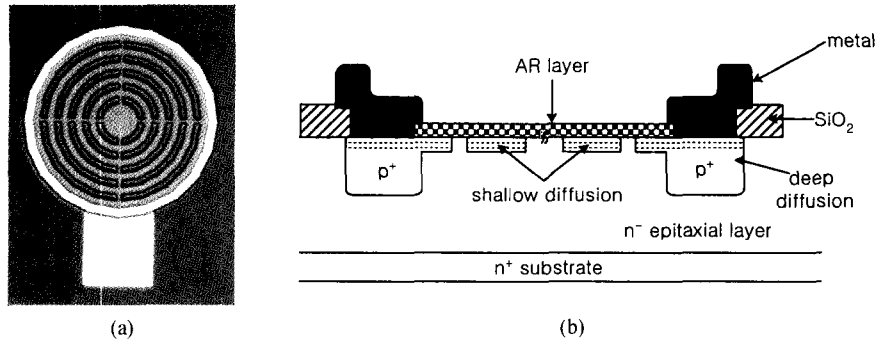 metal
AR layer
SiO₂
p⁺
p⁺
shallow diffusion
deep
diffusion
n⁻ epitaxial layer
n⁺ substrate
(a)
(b)